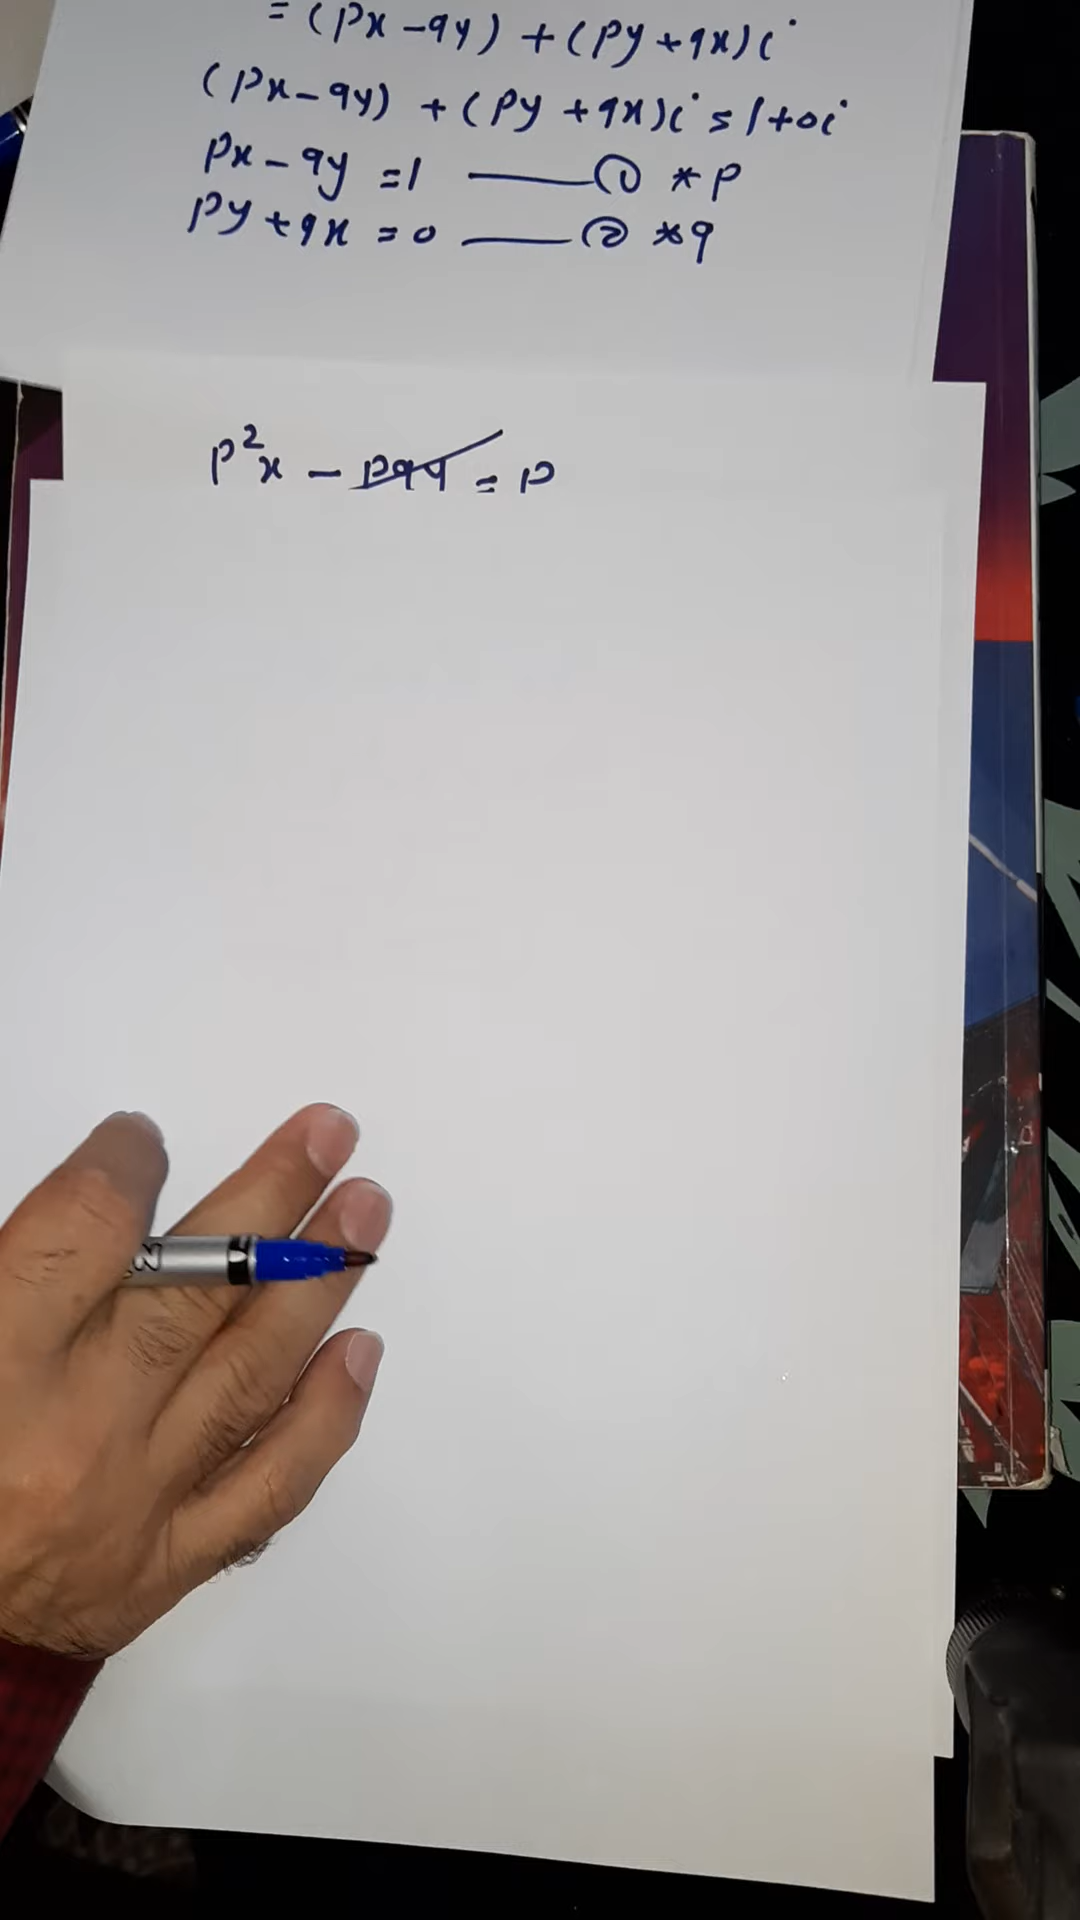 = (px - qy) + (py + qx)i
(px - qy) + (py + qx)i = 1 + 0i
px - qy = 1 —— ① * p
py + qx = 0 —— ② * q
p²x - pqy = p